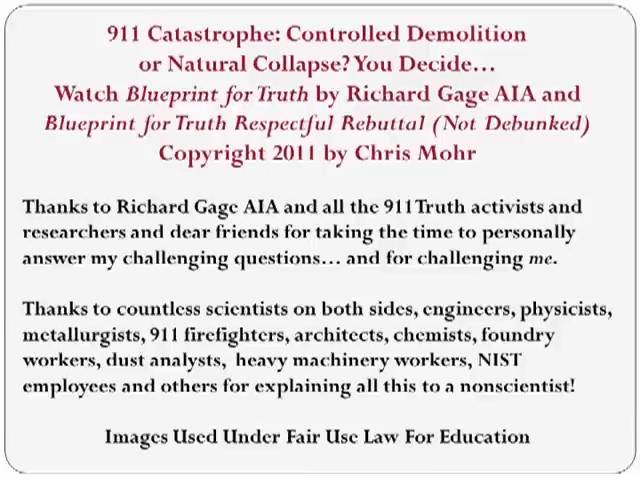 911 Catastrophe: Controlled Demolition
or Natural Collapse? You Decide…
Watch Blueprint for Truth by Richard Gage AIA and
Blueprint for Truth Respectful Rebuttal (Not Debunked)
Copyright 2011 by Chris Mohr
Thanks to Richard Gage AIA and all the 911Truth activists and
researchers and dear friends for taking the time to personally
answer my challenging questions… and for challenging me.
Thanks to countless scientists on both sides, engineers, physicists,
metallurgists, 911 firefighters, architects, chemists, foundry
workers, dust analysts, heavy machinery workers, NIST
employees and others for explaining all this to a nonscientist!
Images Used Under Fair Use Law For Education